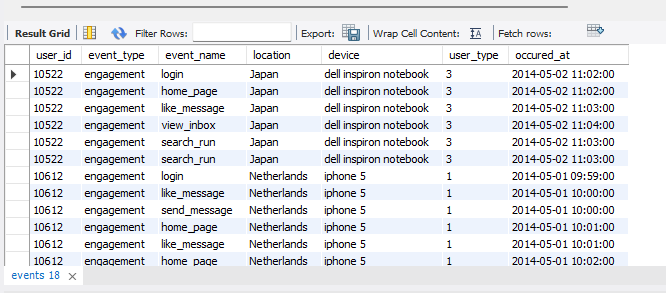 Result Grid Filter Rows: Export: Wrap Cell Content: Fetch rows:
user_id event_type event_name location device user_type occured_at
10522 engagement login Japan dell inspiron notebook 3 2014-05-02 11:02:00
10522 engagement home_page Japan dell inspiron notebook 3 2014-05-02 11:02:00
10522 engagement like_message Japan dell inspiron notebook 3 2014-05-02 11:03:00
10522 engagement view_inbox Japan dell inspiron notebook 3 2014-05-02 11:04:00
10522 engagement search_run Japan dell inspiron notebook 3 2014-05-02 11:03:00
10522 engagement search_run Japan dell inspiron notebook 3 2014-05-02 11:03:00
10612 engagement login Netherlands iphone 5 1 2014-05-01 09:59:00
10612 engagement like_message Netherlands iphone 5 1 2014-05-01 10:00:00
10612 engagement send_message Netherlands iphone 5 1 2014-05-01 10:00:00
10612 engagement home_page Netherlands iphone 5 1 2014-05-01 10:01:00
10612 engagement like_message Netherlands iphone 5 1 2014-05-01 10:01:00
10612 engagement home_page Netherlands iphone 5 1 2014-05-01 10:02:00
events 18